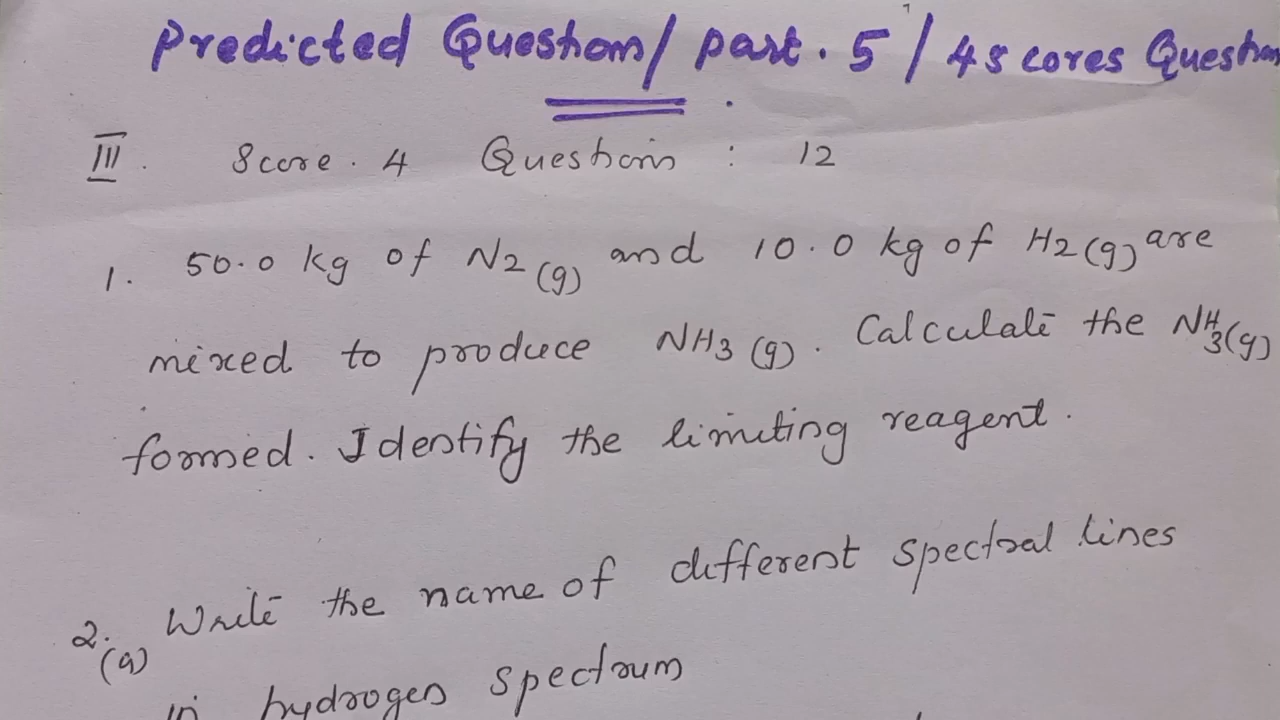 Predicted Question/ part. 5 / 4 scores Question
III. Score. 4 Questions : 12
1. 50.0 kg of N2 (g) and 10.0 kg of H2 (g) are
mixed to produce NH3 (g). Calculate the NH3(g)
formed. Identify the limiting reagent.
2. (a) Write the name of different spectral lines
in hydrogen spectrum